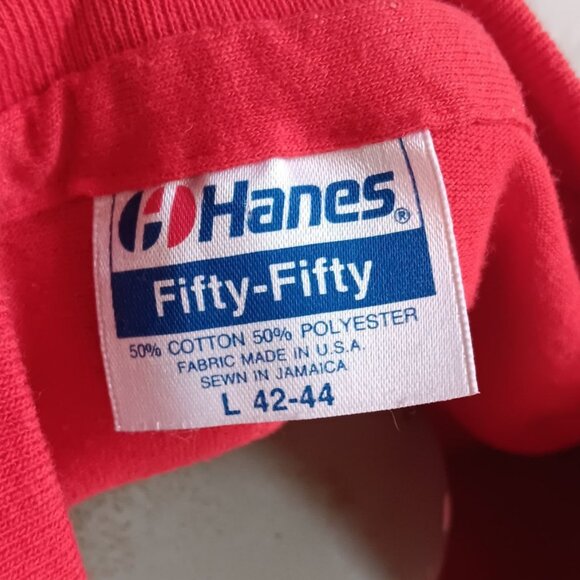 Hanes®
Fifty-Fifty
50% COTTON 50% POLYESTER
FABRIC MADE IN U.S.A.
SEWN IN JAMAICA
L 42-44